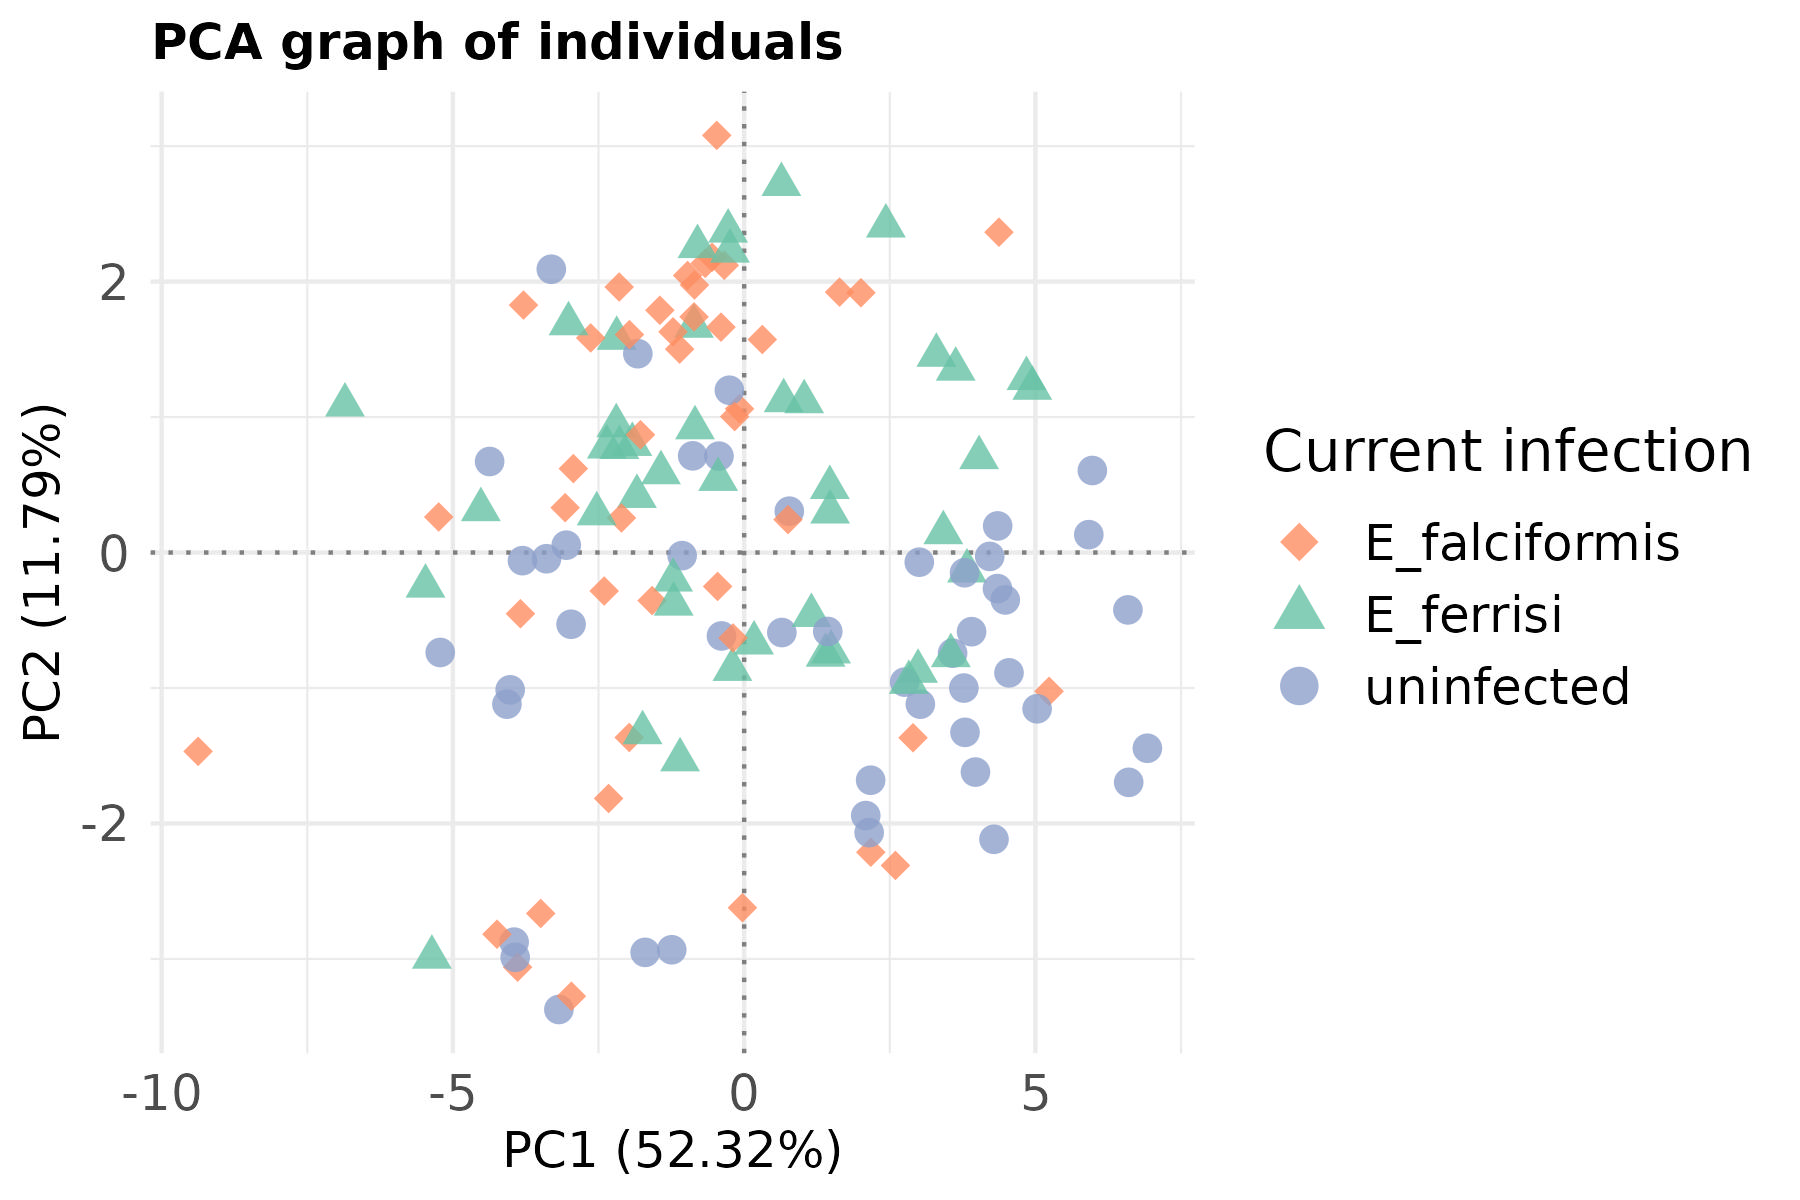 PCA graph of individuals
PC2 (11.79%)
2
0
-2
-10
-5
0
5
PC1 (52.32%)
Current infection
E_falciformis
E_ferrisi
uninfected